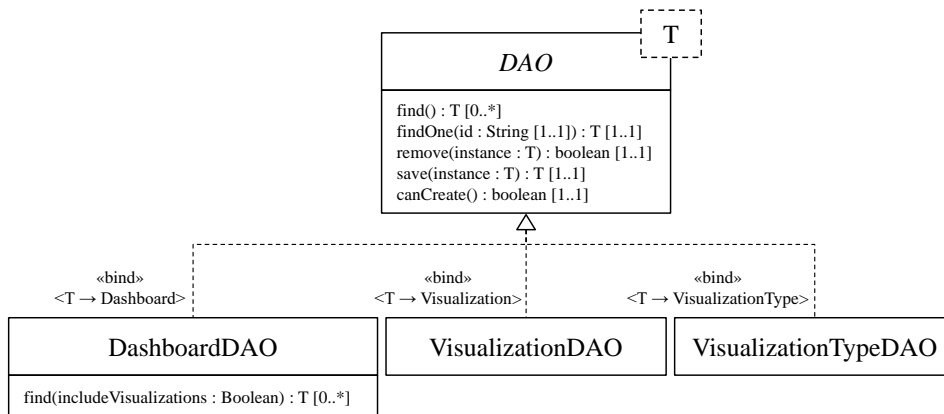 T
DAO
find() : T [0..*]
findOne(id : String [1..1]) : T [1..1]
remove(instance : T) : boolean [1..1]
save(instance : T) : T [1..1]
canCreate() : boolean [1..1]
«bind»
<T → Dashboard>
«bind»
<T → Visualization>
«bind»
<T → VisualizationType>
DashboardDAO
find(includeVisualizations : Boolean) : T [0..*]
VisualizationDAO
VisualizationTypeDAO